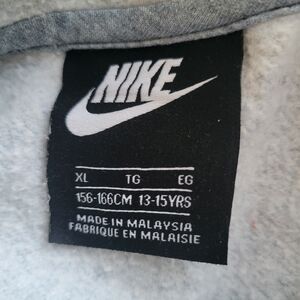 NIKE
XL TG EG
156-166CM 13-15YRS
MADE IN MALAYSIA
FABRIQUE EN MALAISIE